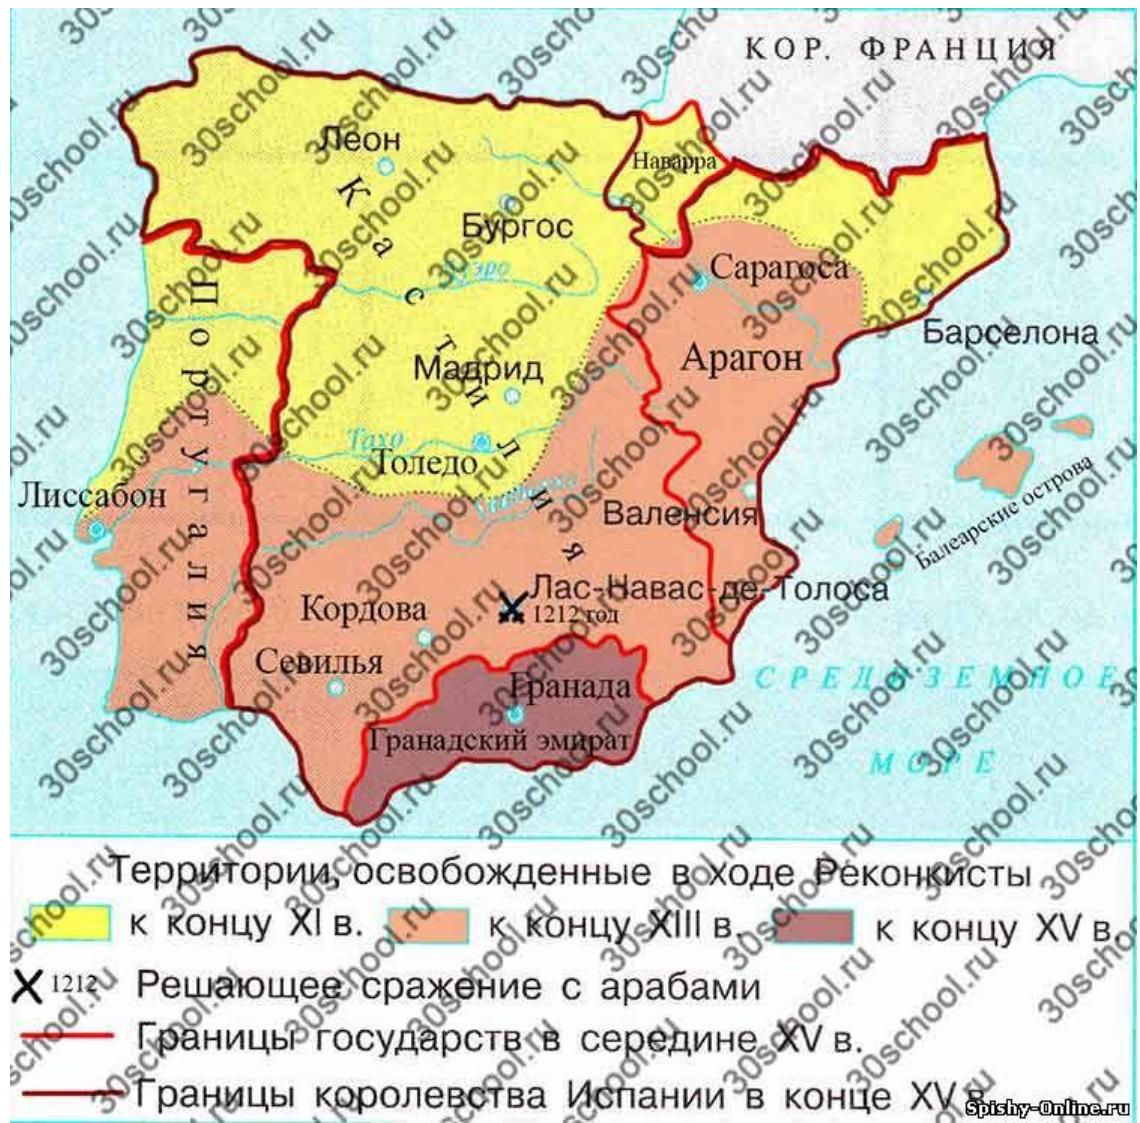 КОР. ФРАНЦИЯ
Леон
Наварра
Кастилия
Бургос
Дуэро
Сарагоса
Португалия
Барселона
Мадрид
Арагон
Тахо
Толедо
Балеарские острова
Лиссабон
Валенсия
Лас-Навас-де-Толоса
1212 год
Кордова
Севилья
СРЕДИЗЕМНОЕ
МОРЕ
Гранада
Гранадский эмират
Территории, освобожденные в ходе Реконкисты
к концу XI в. к концу XIII в. к концу XV в.
1212 Решающее сражение с арабами
Границы государств в середине XV в.
Границы королевства Испании в конце XV в.
30school.ru
Spishy-Online.ru